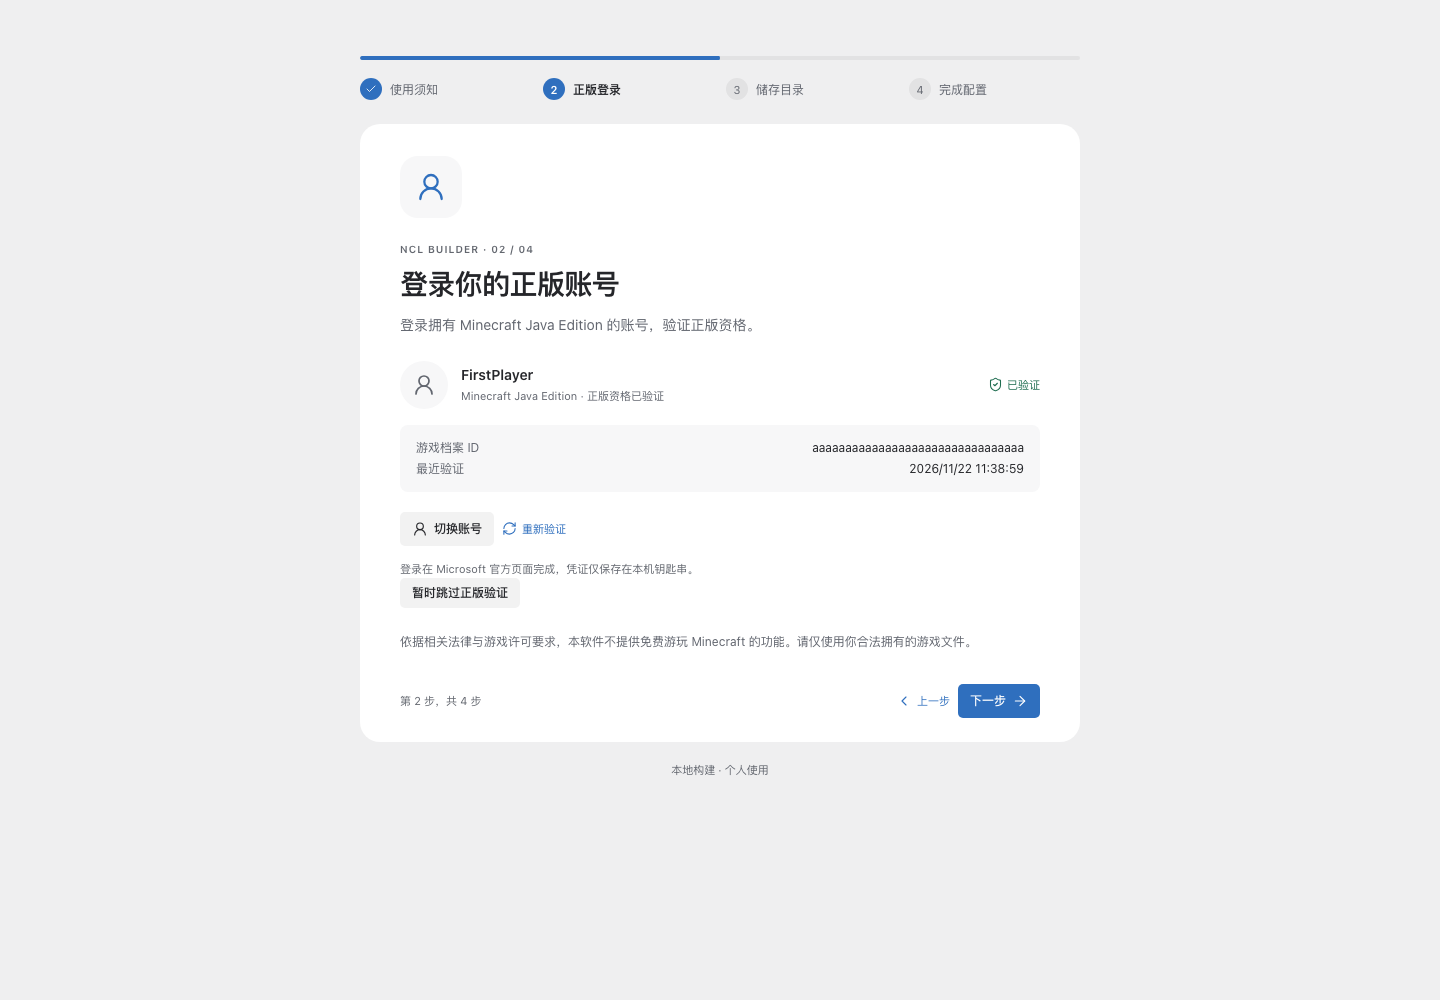 使用须知
2 正版登录
3 储存目录
4 完成配置
NCL BUILDER · 02 / 04
登录你的正版账号
登录拥有 Minecraft Java Edition 的账号，验证正版资格。
FirstPlayer
Minecraft Java Edition · 正版资格已验证
已验证
游戏档案 ID
aaaaaaaaaaaaaaaaaaaaaaaaaaaaaaaa
最近验证
2026/11/22 11:38:59
切换账号
重新验证
登录在 Microsoft 官方页面完成，凭证仅保存在本机钥匙串。
暂时跳过正版验证
依据相关法律与游戏许可要求，本软件不提供免费游玩 Minecraft 的功能。请仅使用你合法拥有的游戏文件。
第 2 步，共 4 步
上一步
下一步
本地构建 · 个人使用